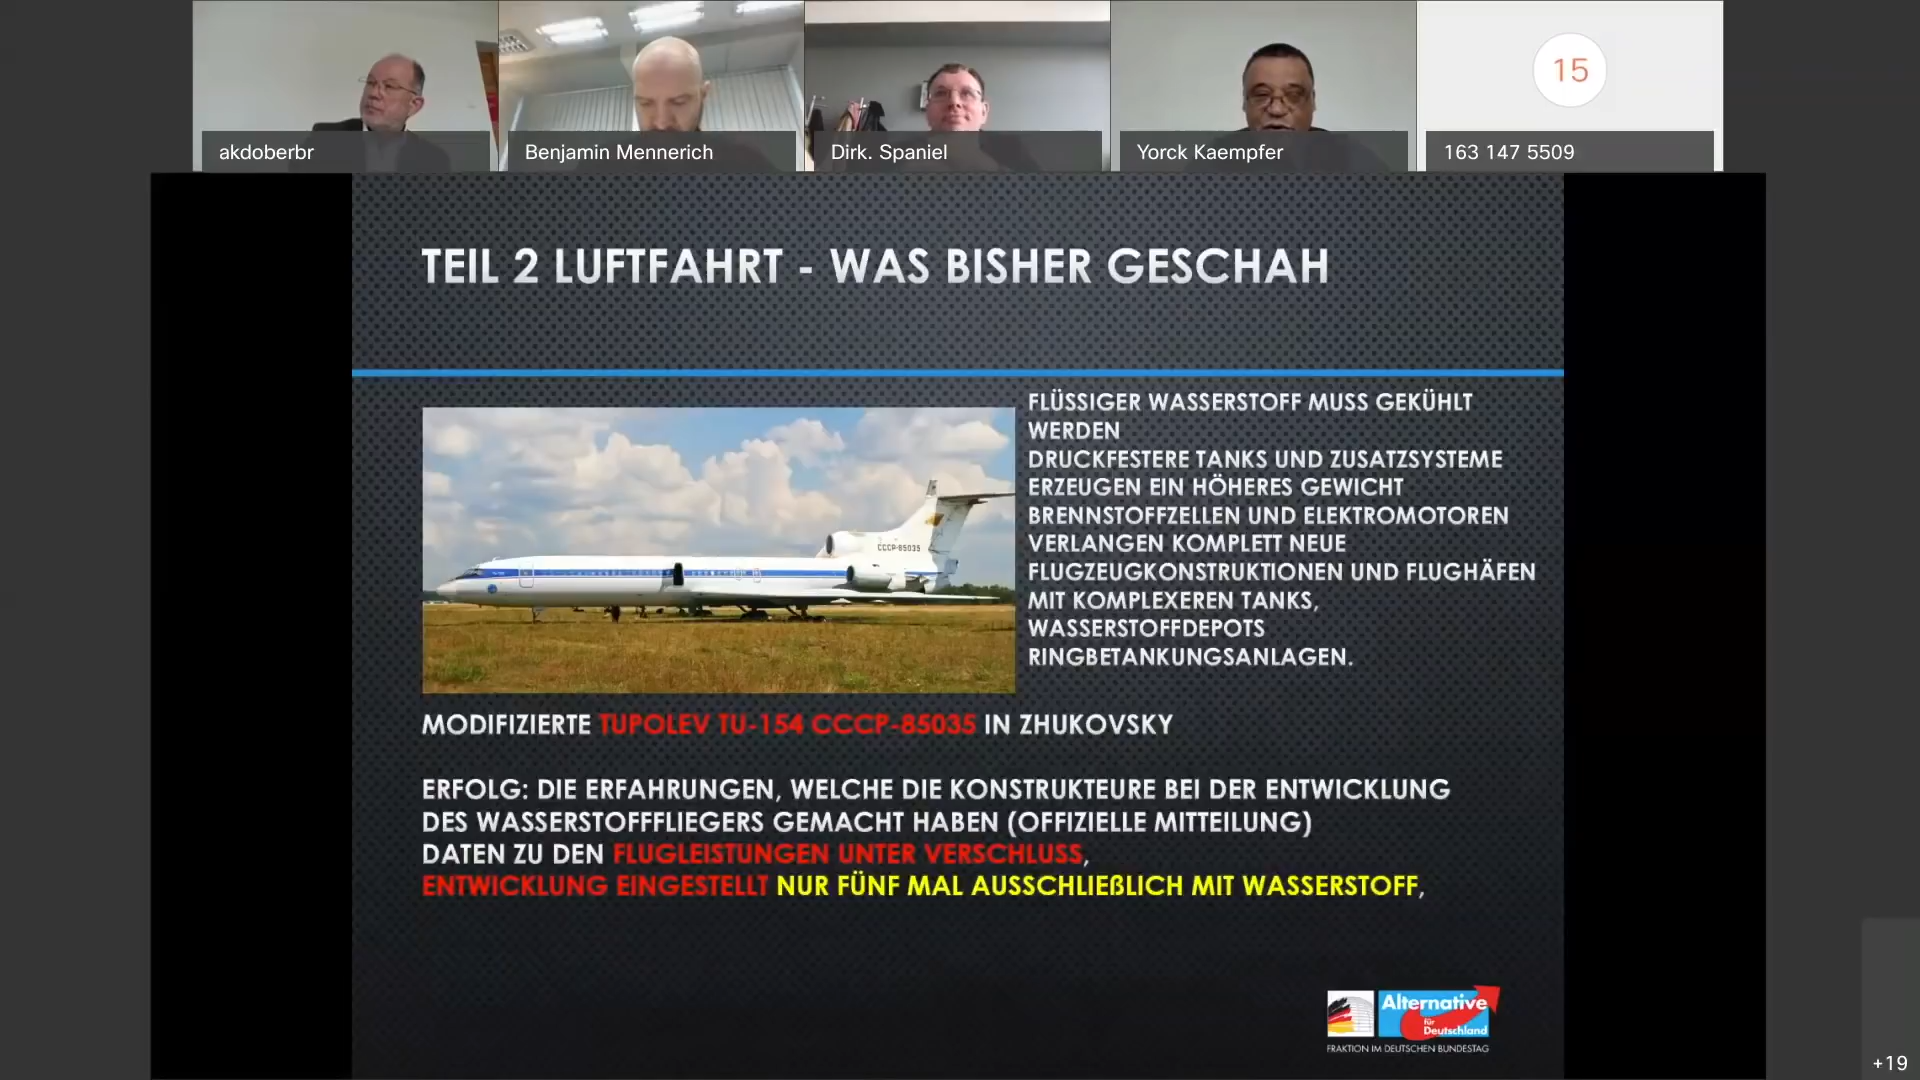 15
akdoberbr
Benjamin Mennerich
Dirk. Spaniel
Yorck Kaempfer
163 147 5509
TEIL 2 LUFTFAHRT - WAS BISHER GESCHAH
FLÜSSIGER WASSERSTOFF MUSS GEKÜHLT
WERDEN
DRUCKFESTERE TANKS UND ZUSATZSYSTEME
ERZEUGEN EIN HÖHERES GEWICHT
BRENNSTOFFZELLEN UND ELEKTROMOTOREN
VERLANGEN KOMPLETT NEUE
FLUGZEUGKONSTRUKTIONEN UND FLUGHÄFEN
MIT KOMPLEXEREN TANKS,
WASSERSTOFFDEPOTS
RINGBETANKUNGSANLAGEN.
CCCP-85035
MODIFIZIERTE TUPOLEV TU-154 CCCP-85035 IN ZHUKOVSKY
ERFOLG: DIE ERFAHRUNGEN, WELCHE DIE KONSTRUKTEURE BEI DER ENTWICKLUNG
DES WASSERSTOFFFLIEGERS GEMACHT HABEN (OFFIZIELLE MITTEILUNG)
DATEN ZU DEN FLUGLEISTUNGEN UNTER VERSCHLUSS,
ENTWICKLUNG EINGESTELLT NUR FÜNF MAL AUSSCHLIEßLICH MIT WASSERSTOFF,
Alternative
für
Deutschland
FRAKTION IM DEUTSCHEN BUNDESTAG
+19